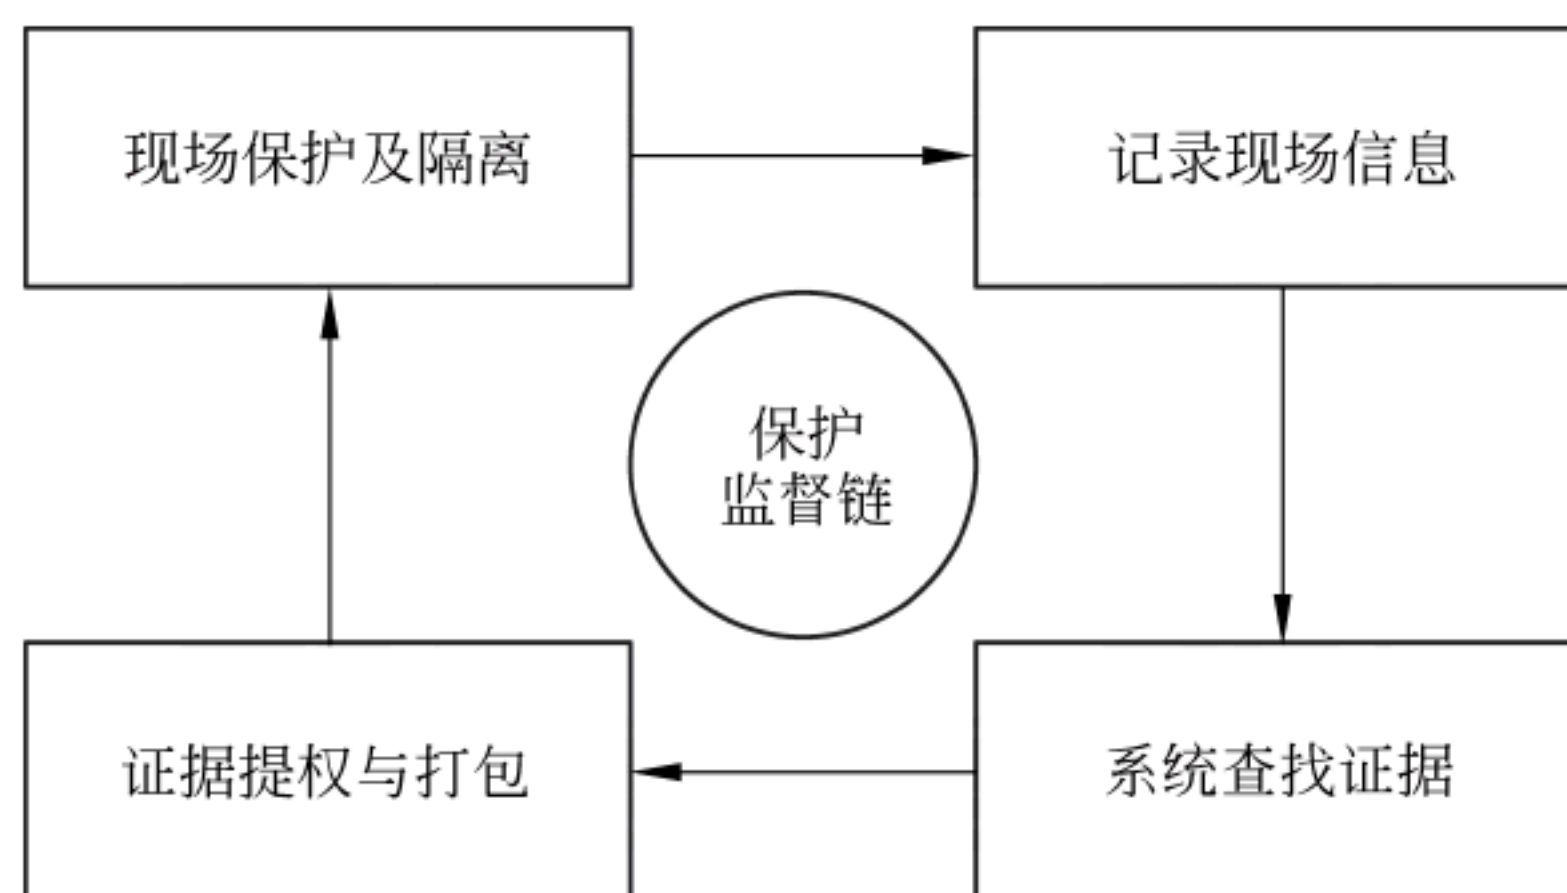 现场保护及隔离
记录现场信息
保护
监督链
证据提权与打包
系统查找证据